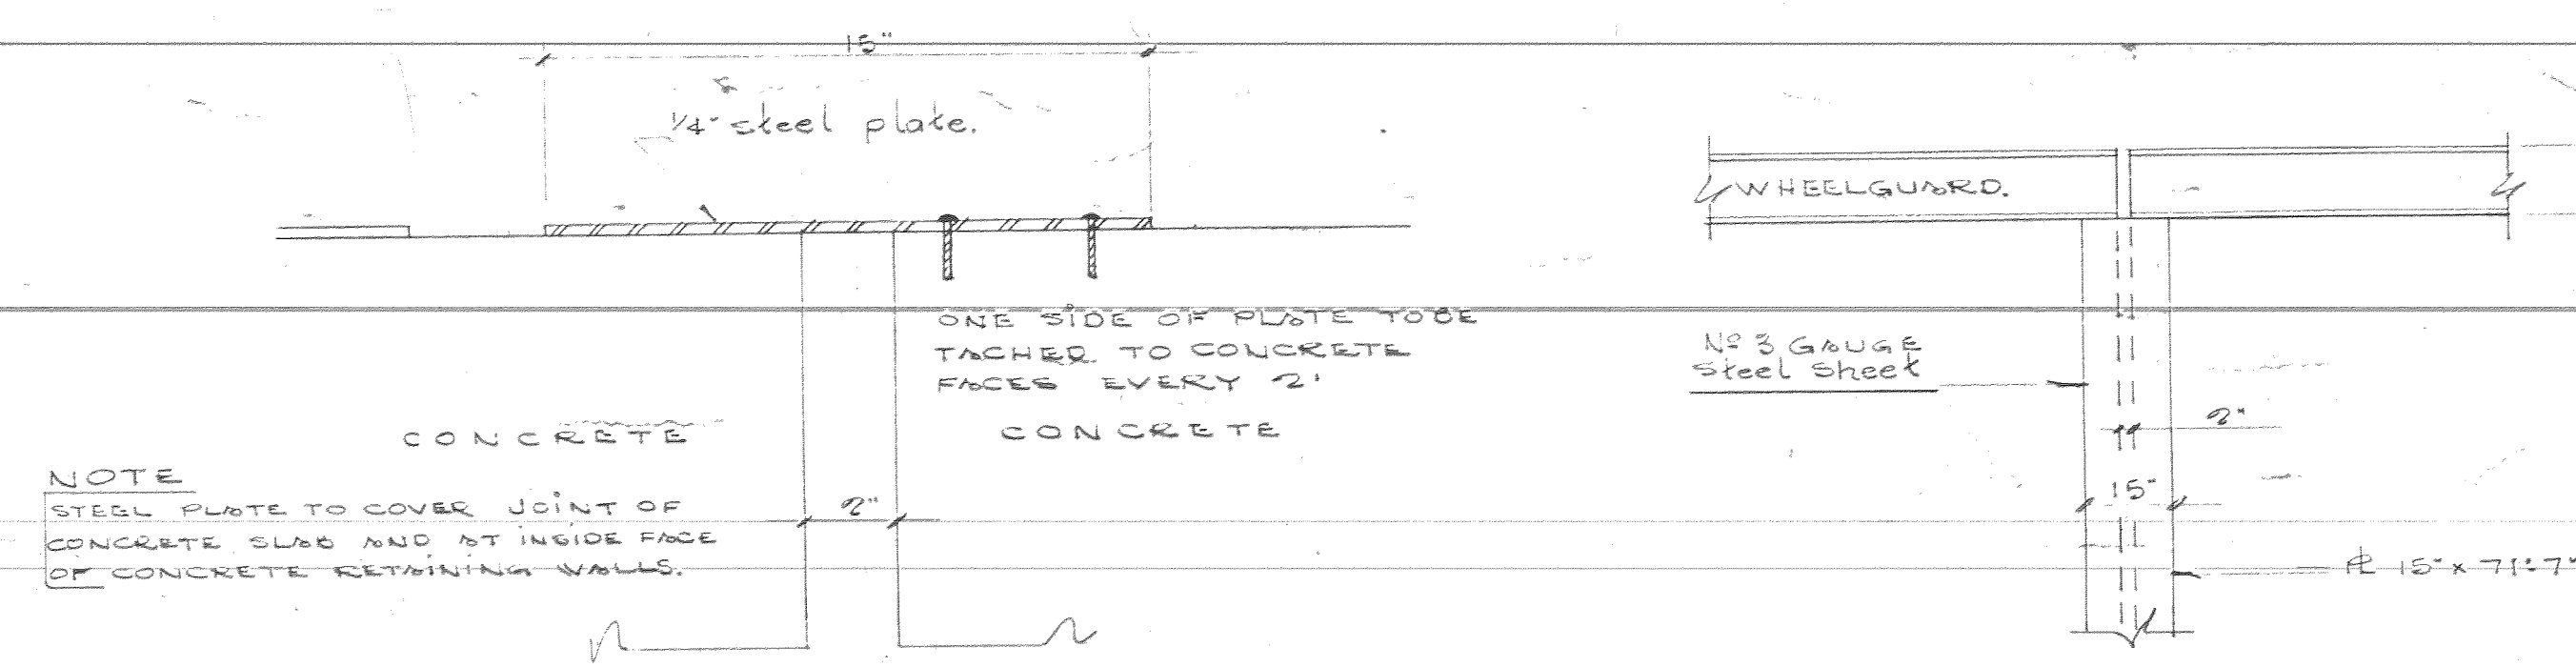 15"
1/4" steel plate.
ONE SIDE OF PLATE TO BE
TACHED TO CONCRETE
FACES EVERY 2'
CONCRETE
CONCRETE
NOTE
STEEL PLATE TO COVER JOINT OF
CONCRETE SLAB AND AT INSIDE FACE
OF CONCRETE RETAINING WALLS.
2"
WHEELGUARD.
Nº 3 GAUGE
Steel Sheet
2"
15"
PL 15" x 71'-7"